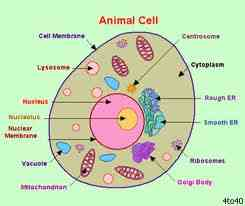 Animal Cell
Cell Membrane
Centrosome
Lysosome
Cytoplasm
Nucleus
Rough ER
Nucleolus
Smooth ER
Nuclear
Membrane
Ribosomes
Vacuole
Golgi Body
Mitochondrion
4to40